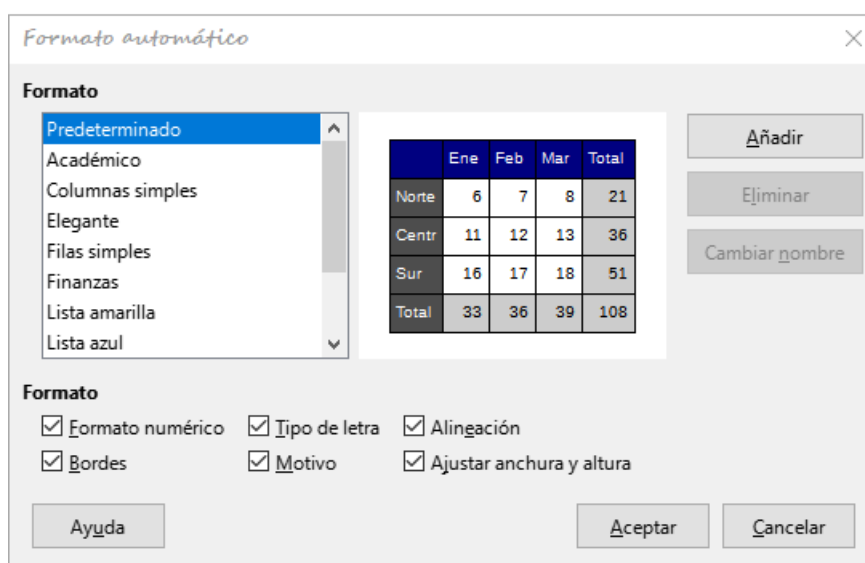 Formato automático
Formato
Predeterminado
Académico
Columnas simples
Elegante
Filas simples
Finanzas
Lista amarilla
Lista azul
Ene Feb Mar Total
Norte 6 7 8 21
Centr 11 12 13 36
Sur 16 17 18 51
Total 33 36 39 108
Añadir
Eliminar
Cambiar nombre
Formato
Formato numérico Tipo de letra Alineación
Bordes Motivo Ajustar anchura y altura
Ayuda Aceptar Cancelar